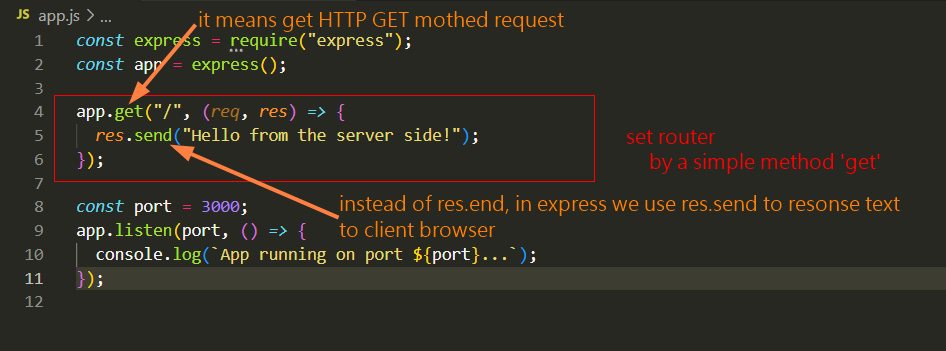 JS app.js > ...
it means get HTTP GET mothed request
1 const express = require("express");
2 const app = express();
3
4 app.get("/", (req, res) => {
5 res.send("Hello from the server side!");
6 });
set router
by a simple method 'get'
7
instead of res.end, in express we use res.send to resonse text
to client browser
8 const port = 3000;
9 app.listen(port, () => {
10 console.log(`App running on port ${port}...`);
11 });
12